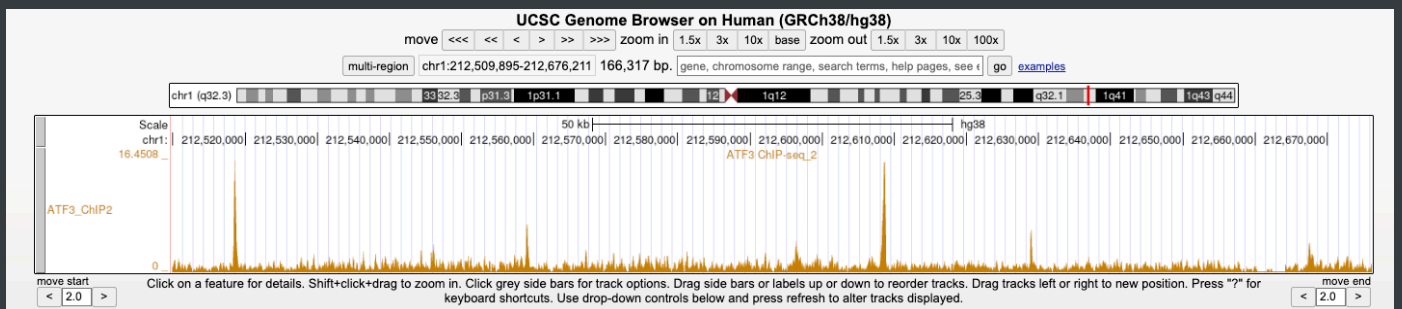 UCSC Genome Browser on Human (GRCh38/hg38)
move <<< << < > >> >>> zoom in 1.5x 3x 10x base zoom out 1.5x 3x 10x 100x
multi-region chr1:212,509,895-212,676,211 166,317 bp. gene, chromosome range, search terms, help pages, see e go examples
chr1 (q32.3) 33 32.3 p31.3 1p31.1 12 1q12 25.3 q32.1 1q41 1q43 q44
Scale 50 kb hg38
chr1: 212,520,000 212,530,000 212,540,000 212,550,000 212,560,000 212,570,000 212,580,000 212,590,000 212,600,000 212,610,000 212,620,000 212,630,000 212,640,000 212,650,000 212,660,000 212,670,000
16.4508 _ ATF3 ChIP-seq_2
ATF3_ChIP2
0 _
move start Click on a feature for details. Shift+click+drag to zoom in. Click grey side bars for track options. Drag side bars or labels up or down to reorder tracks. Drag tracks left or right to new position. Press "?" for move end
< 2.0 > keyboard shortcuts. Use drop-down controls below and press refresh to alter tracks displayed. < 2.0 >